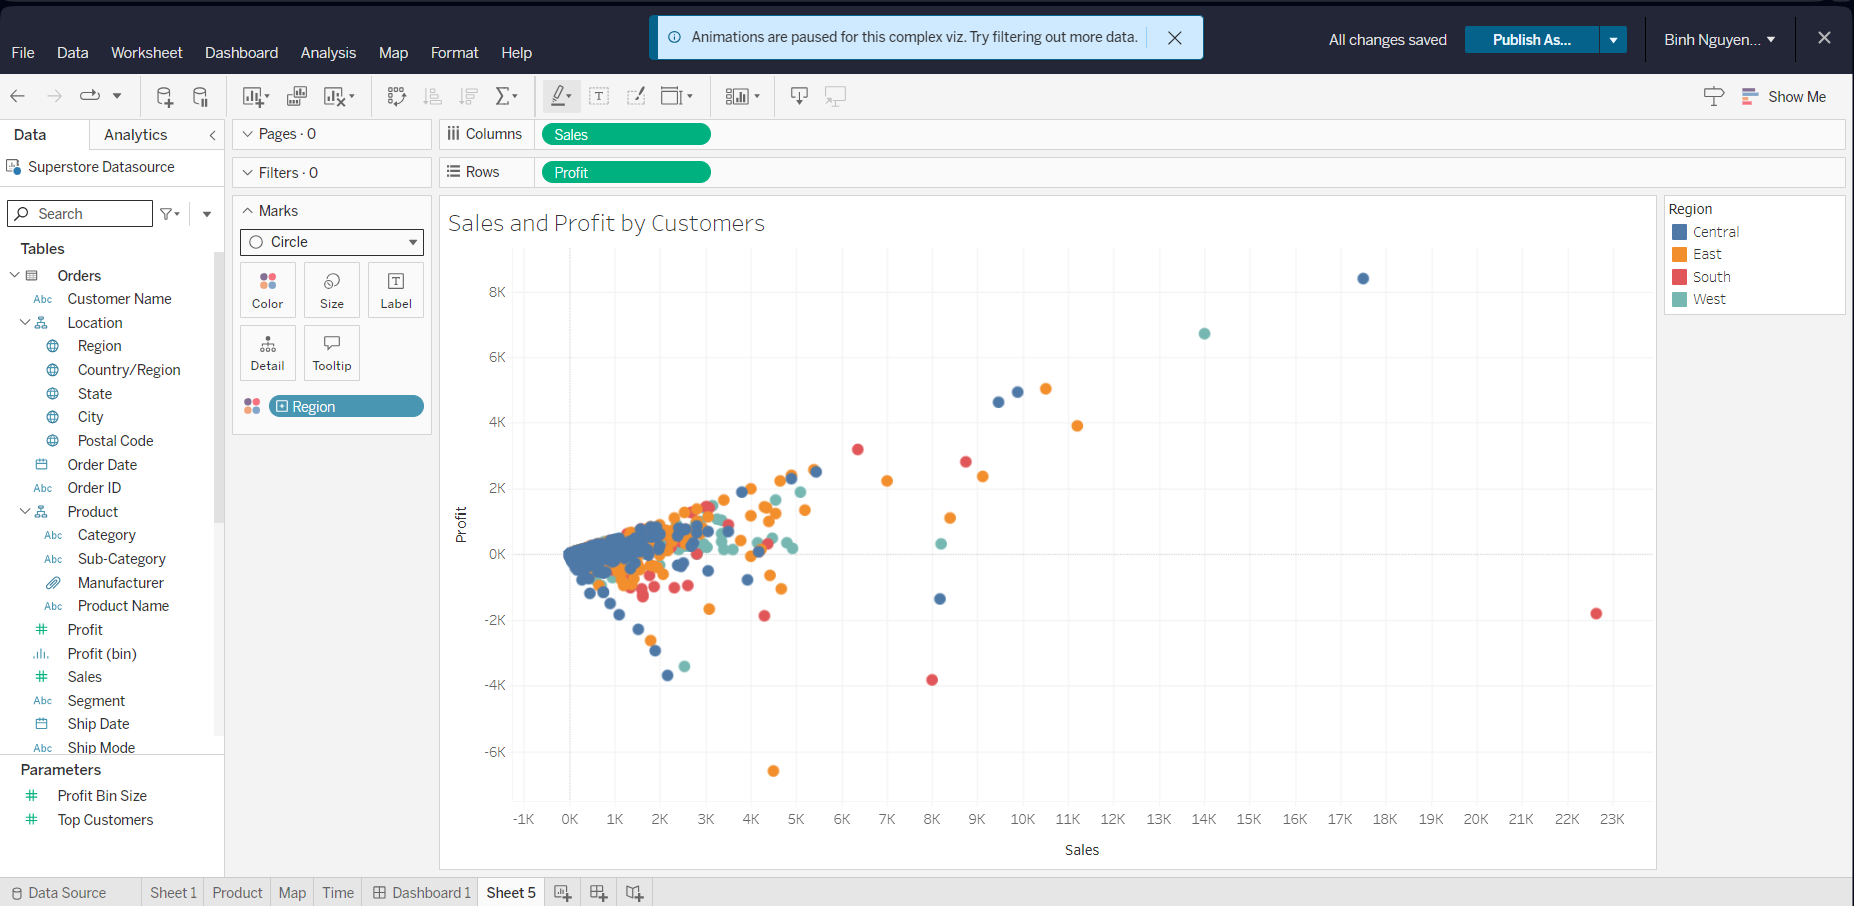 Animations are paused for this complex viz. Try filtering out more data.
File Data Worksheet Dashboard Analysis Map Format Help
All changes saved
Publish As...
Binh Nguyen...
Show Me
Data
Analytics
Superstore Datasource
Search
Tables
Orders
Abc Customer Name
Location
Region
Country/Region
State
City
Postal Code
Order Date
Abc Order ID
Product
Abc Category
Abc Sub-Category
Manufacturer
Abc Product Name
Profit
Profit (bin)
Sales
Abc Segment
Ship Date
Abc Ship Mode
Parameters
Profit Bin Size
Top Customers
Pages · 0
Filters · 0
Marks
Circle
Color
Size
Label
Detail
Tooltip
Region
Columns
Sales
Rows
Profit
Sales and Profit by Customers
Profit
8K
6K
4K
2K
0K
-2K
-4K
-6K
-1K 0K 1K 2K 3K 4K 5K 6K 7K 8K 9K 10K 11K 12K 13K 14K 15K 16K 17K 18K 19K 20K 21K 22K 23K
Sales
Region
Central
East
South
West
Data Source
Sheet 1
Product
Map
Time
Dashboard 1
Sheet 5